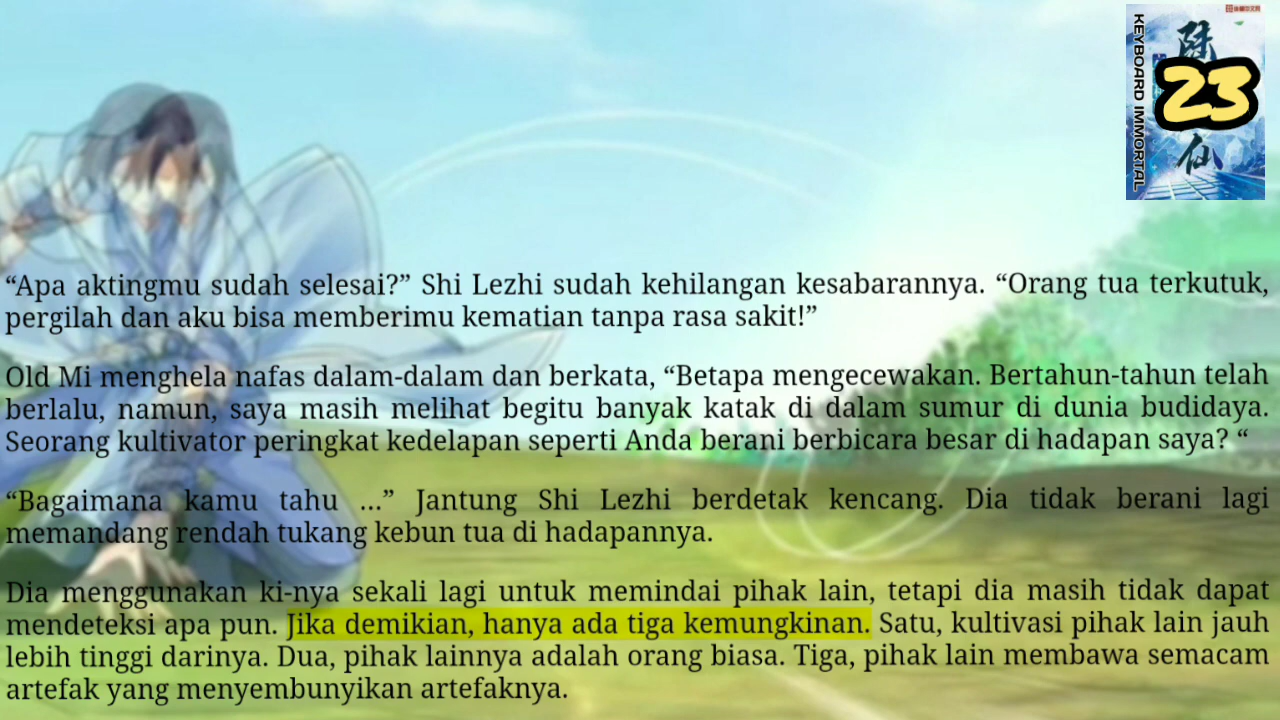 KEYBOARD IMMORTAL
陆
23
仙
“Apa aktingmu sudah selesai?” Shi Lezhi sudah kehilangan kesabarannya. “Orang tua terkutuk,
pergilah dan aku bisa memberimu kematian tanpa rasa sakit!”
Old Mi menghela nafas dalam-dalam dan berkata, “Betapa mengecewakan. Bertahun-tahun telah
berlalu, namun, saya masih melihat begitu banyak katak di dalam sumur di dunia budidaya.
Seorang kultivator peringkat kedelapan seperti Anda berani berbicara besar di hadapan saya? “
“Bagaimana kamu tahu ...” Jantung Shi Lezhi berdetak kencang. Dia tidak berani lagi
memandang rendah tukang kebun tua di hadapannya.
Dia menggunakan ki-nya sekali lagi untuk memindai pihak lain, tetapi dia masih tidak dapat
mendeteksi apa pun. Jika demikian, hanya ada tiga kemungkinan. Satu, kultivasi pihak lain jauh
lebih tinggi darinya. Dua, pihak lainnya adalah orang biasa. Tiga, pihak lain membawa semacam
artefak yang menyembunyikan artefaknya.